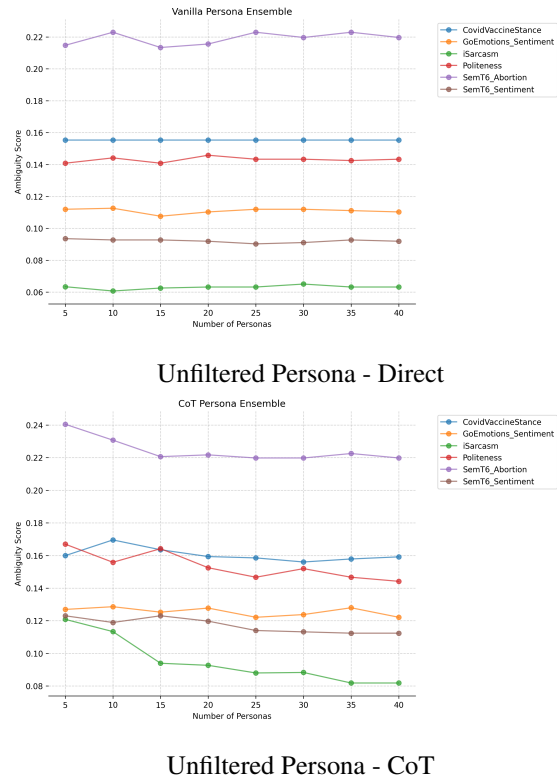 Vanilla Persona Ensemble
CovidVaccineStance
GoEmotions_Sentiment
iSarcasm
Politeness
SemT6_Abortion
SemT6_Sentiment
Ambiguity Score
0.22
0.20
0.18
0.16
0.14
0.12
0.10
0.08
0.06
5 10 15 20 25 30 35 40
Number of Personas
Unfiltered Persona - Direct
CoT Persona Ensemble
CovidVaccineStance
GoEmotions_Sentiment
iSarcasm
Politeness
SemT6_Abortion
SemT6_Sentiment
Ambiguity Score
0.24
0.22
0.20
0.18
0.16
0.14
0.12
0.10
0.08
5 10 15 20 25 30 35 40
Number of Personas
Unfiltered Persona - CoT